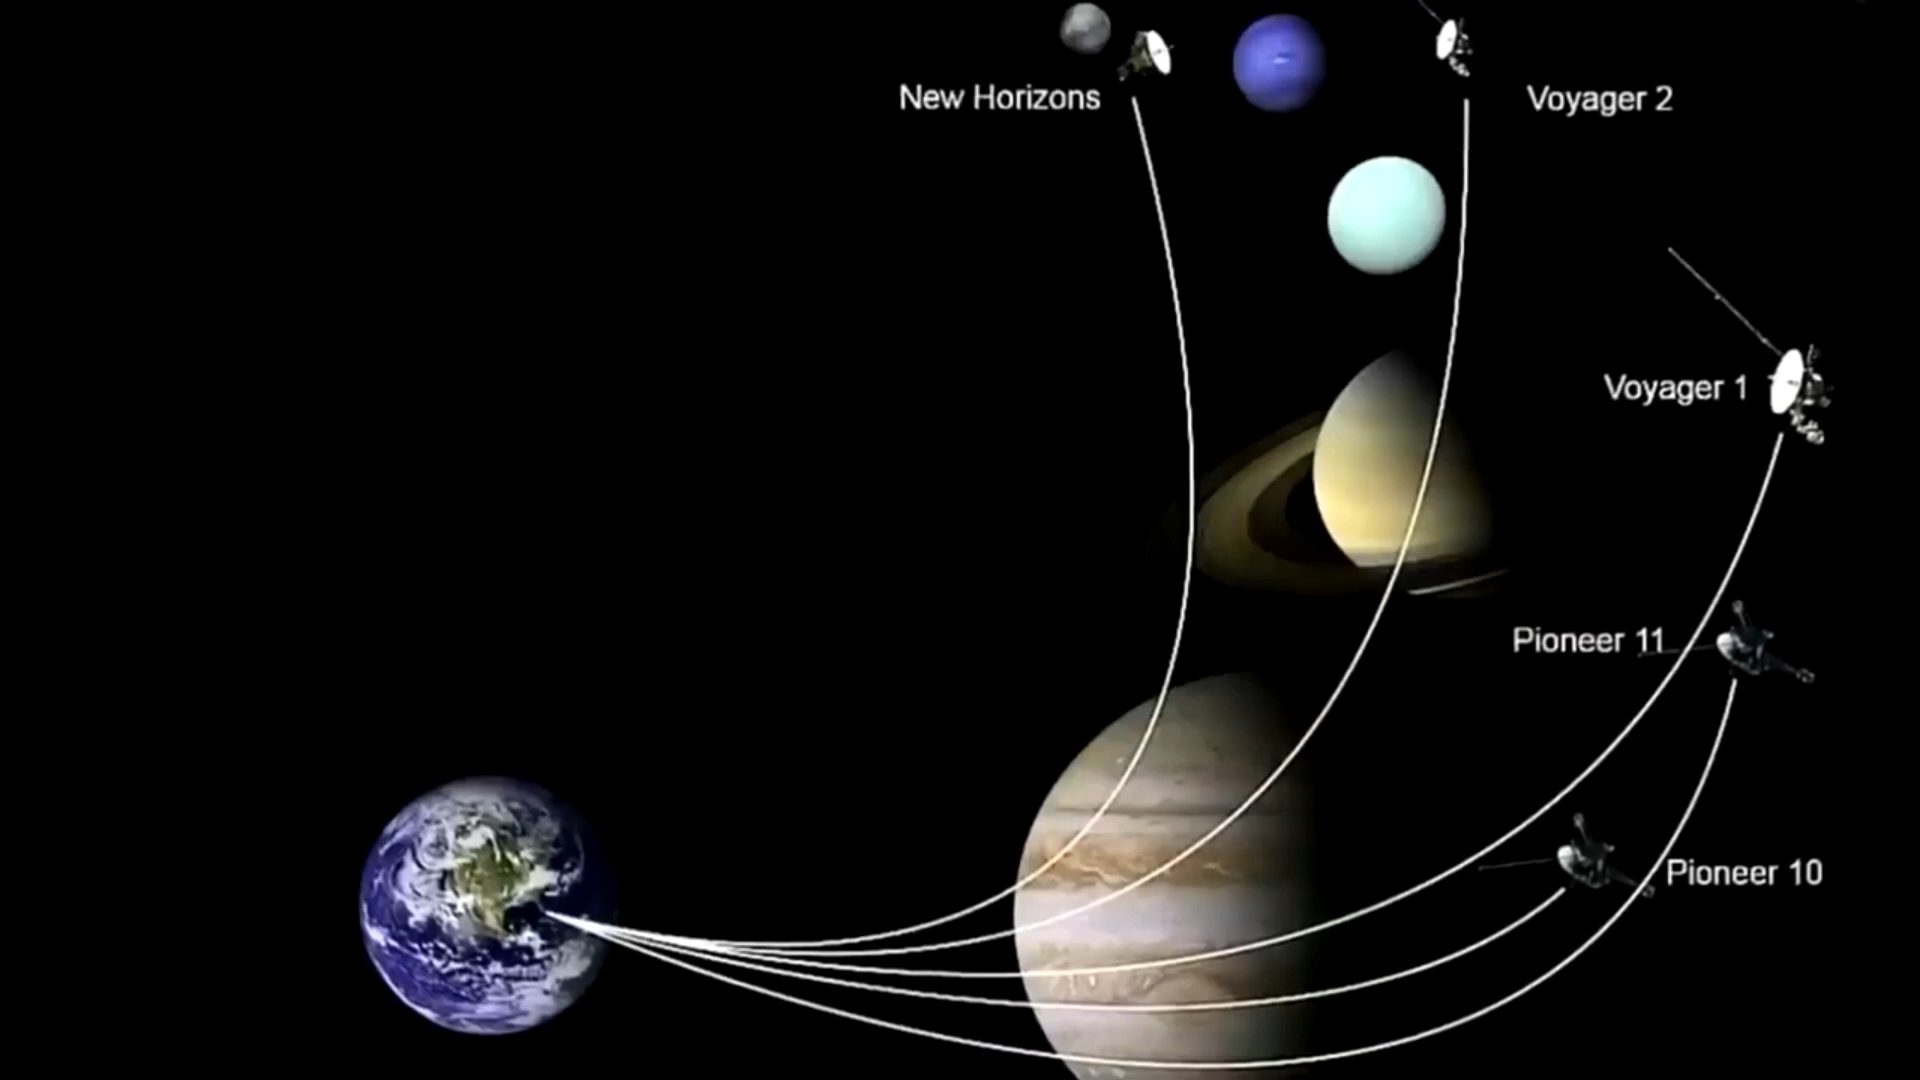 New Horizons
Voyager 2
Voyager 1
Pioneer 11
Pioneer 10